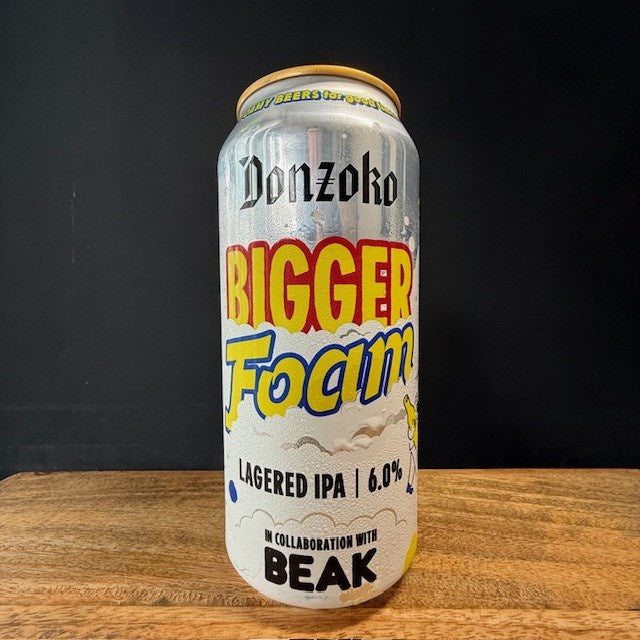 BEERS for good
Donzoko
BIGGER
Foam
LAGERED IPA | 6.0%
IN COLLABORATION WITH
BEAK